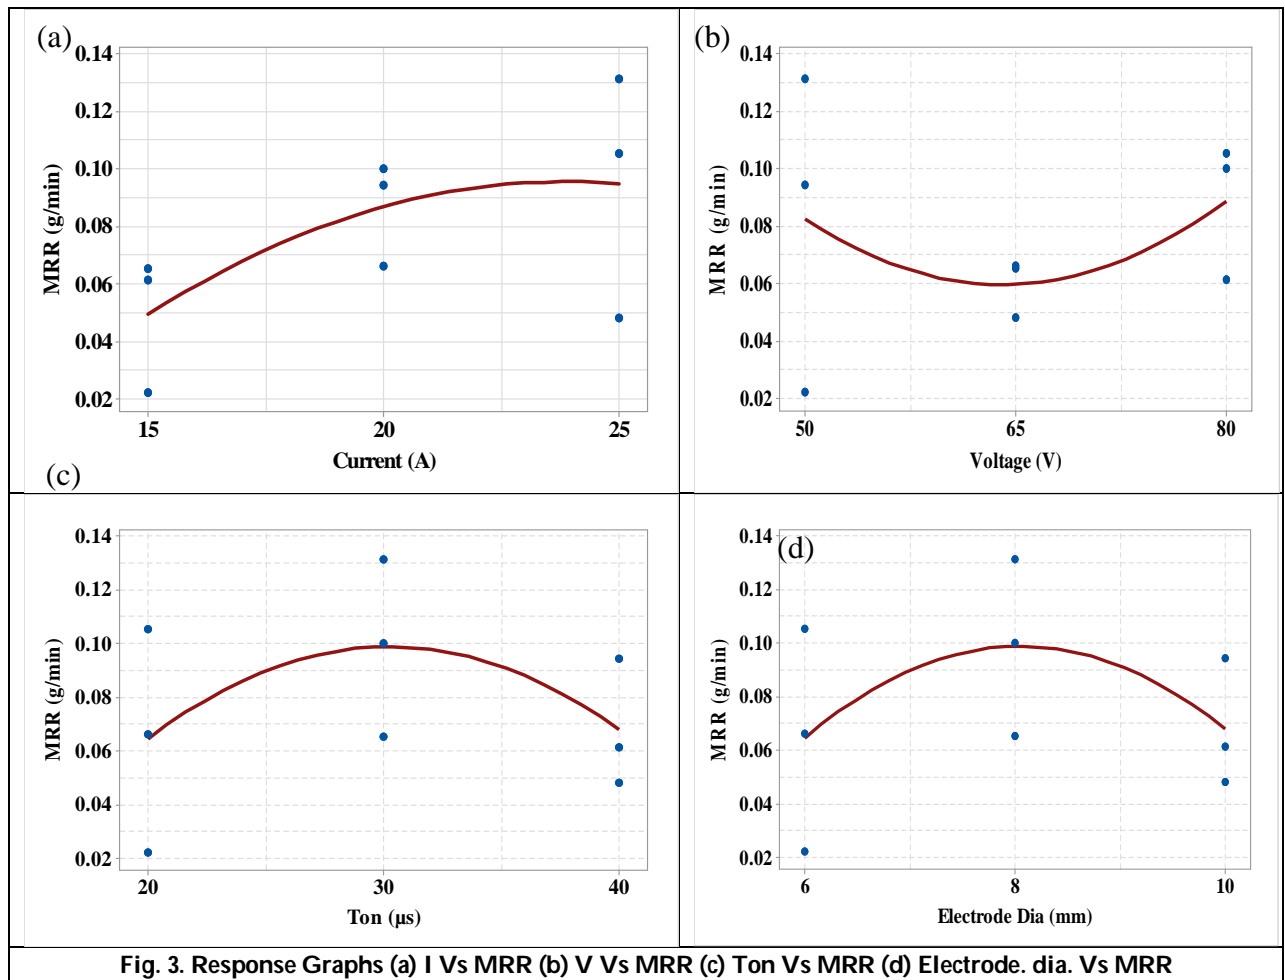 (a)
0.14
0.12
0.10
0.08
0.06
0.04
0.02
MRR (g/min)
15 20 25
Current (A)
(b)
0.14
0.12
0.10
0.08
0.06
0.04
0.02
MRR (g/min)
50 65 80
Voltage (V)
(c)
0.14
0.12
0.10
0.08
0.06
0.04
0.02
MRR (g/min)
20 30 40
Ton (µs)
(d)
0.14
0.12
0.10
0.08
0.06
0.04
0.02
MRR (g/min)
6 8 10
Electrode Dia (mm)
Fig. 3. Response Graphs (a) I Vs MRR (b) V Vs MRR (c) Ton Vs MRR (d) Electrode. dia. Vs MRR